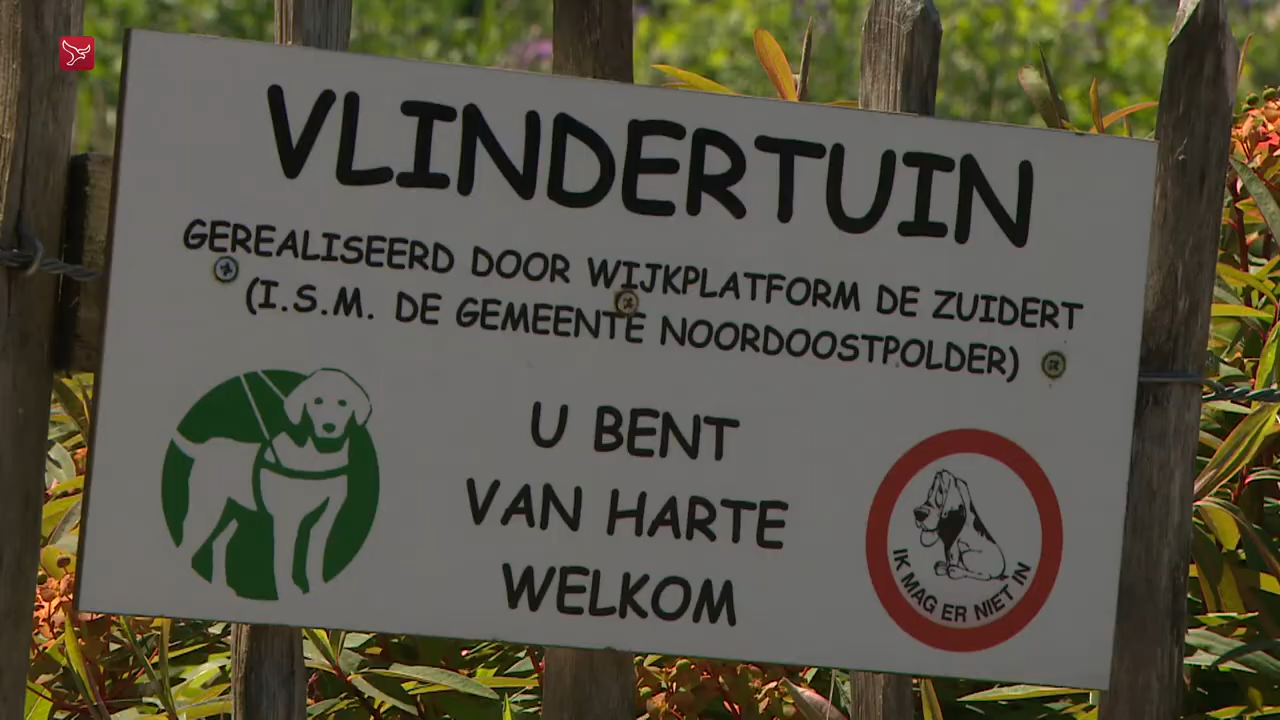 VLINDERTUIN
GEREALISEERD DOOR WIJKPLATFORM DE ZUIDERT
(I.S.M. DE GEMEENTE NOORDOOSTPOLDER)
U BENT
VAN HARTE
WELKOM
IK MAG ER NIET IN